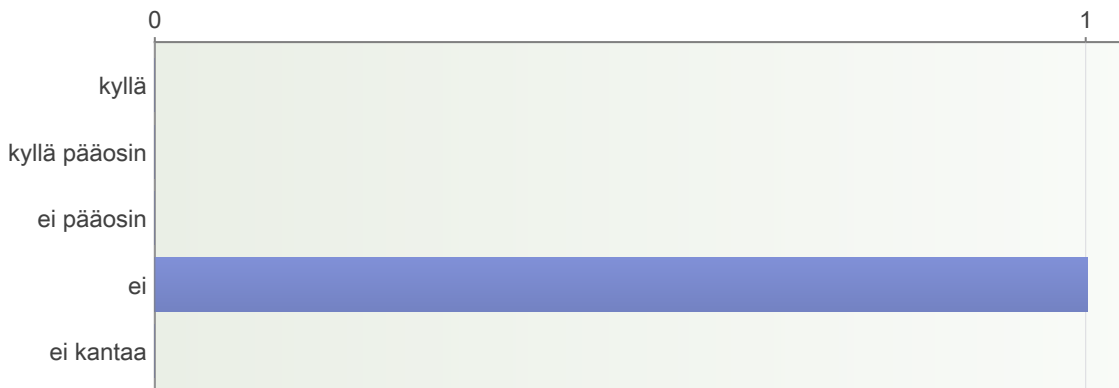 0 1
kyllä
kyllä pääosin
ei pääosin
ei
ei kantaa